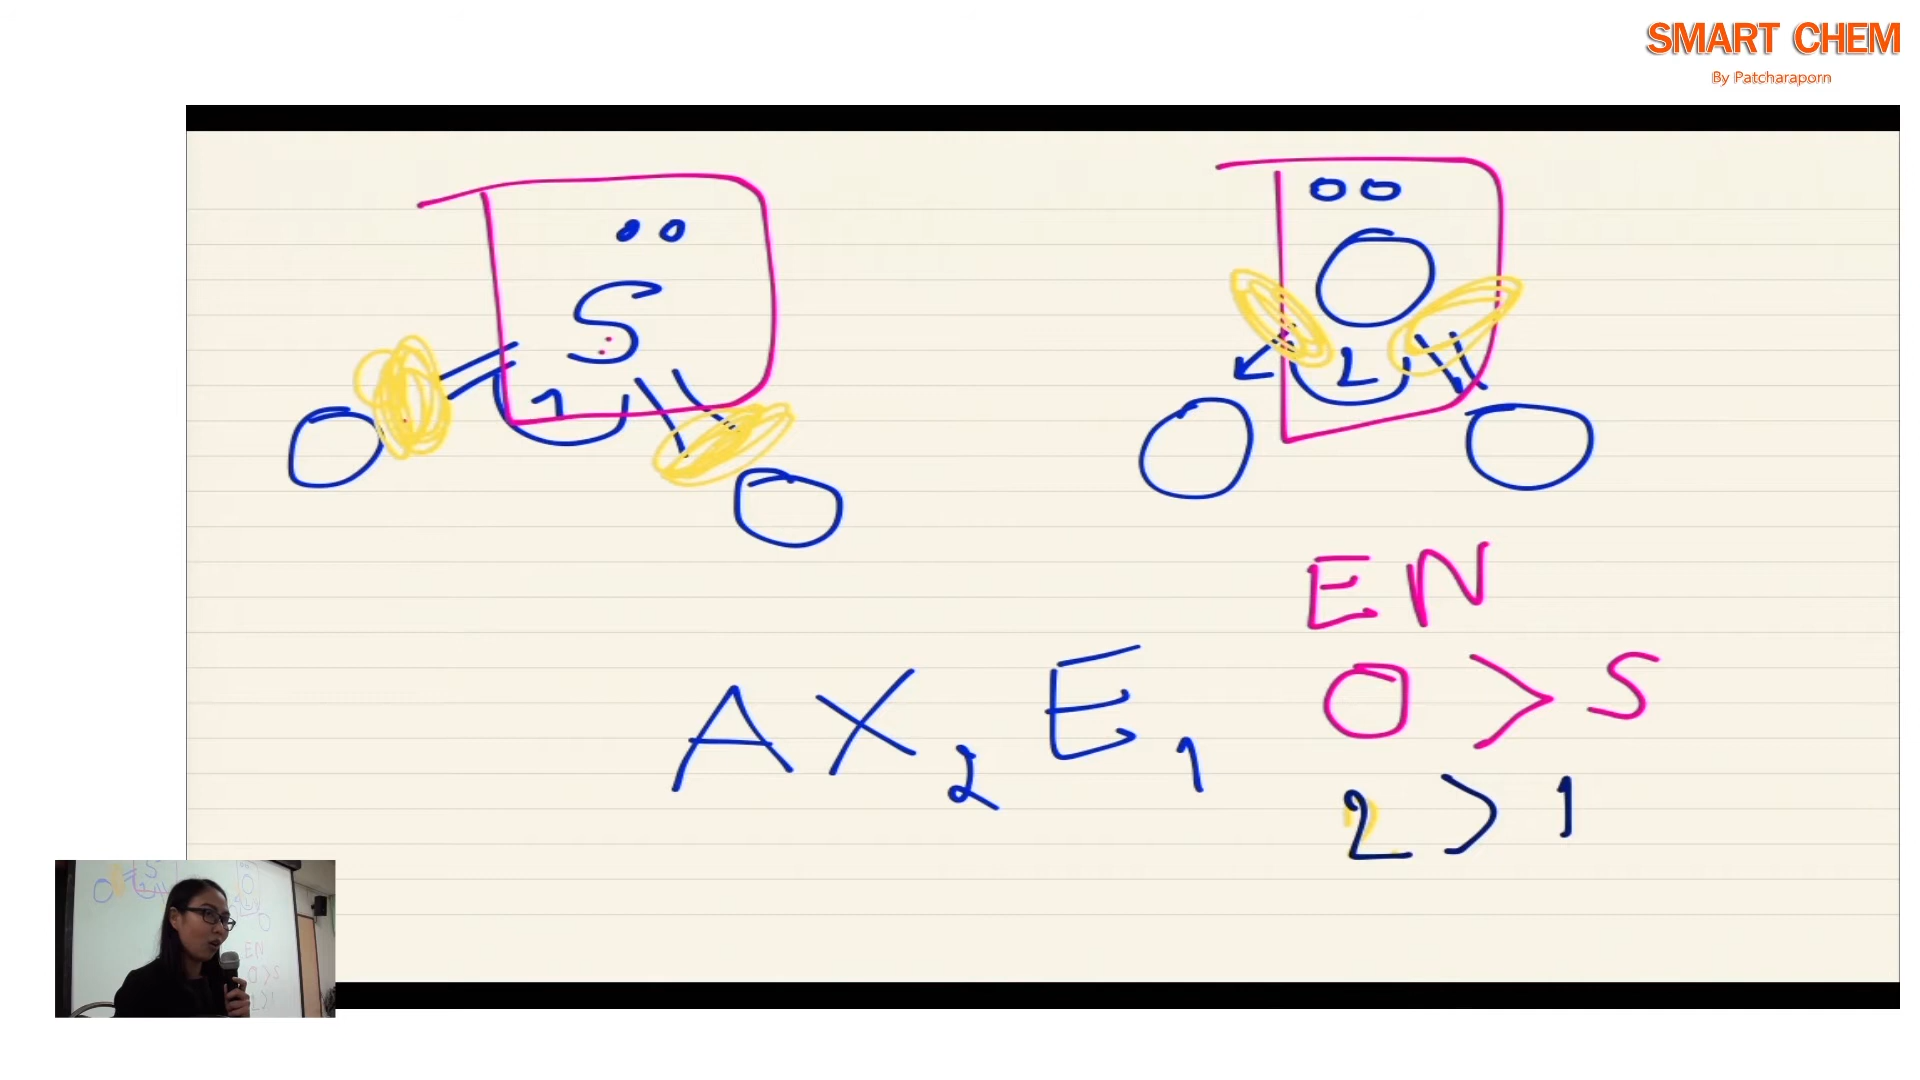 SMART CHEM
By Patcharaporn
S
1
O
O
O
2
O
O
EN
O > S
AX2E1
2 > 1